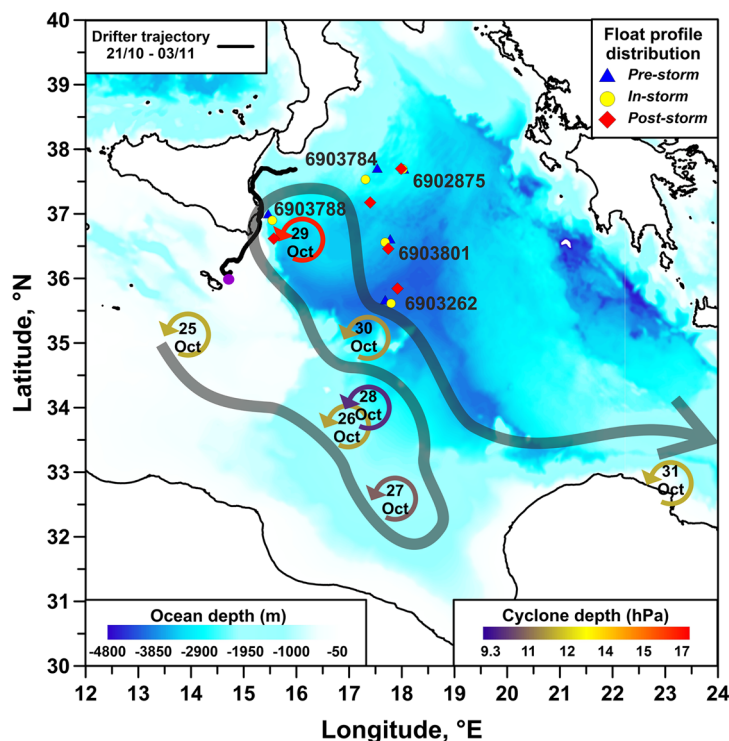 Drifter trajectory
21/10 - 03/11
Float profile
distribution
Pre-storm
In-storm
Post-storm
40
39
38
37
36
35
34
33
32
31
30
Latitude, °N
6903784
6902875
6903788
29
Oct
6903801
6903262
25
Oct
30
Oct
28
Oct
26
Oct
27
Oct
31
Oct
Ocean depth (m)
-4800 -3850 -2900 -1950 -1000 -50
Cyclone depth (hPa)
9.3 11 12 14 15 17
12 13 14 15 16 17 18 19 20 21 22 23 24
Longitude, °E